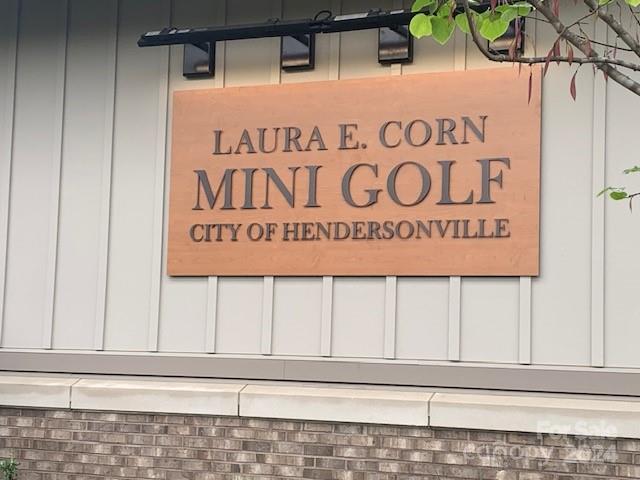 LAURA E. CORN
MINI GOLF
CITY OF HENDERSONVILLE
For Sale
canopy 2024